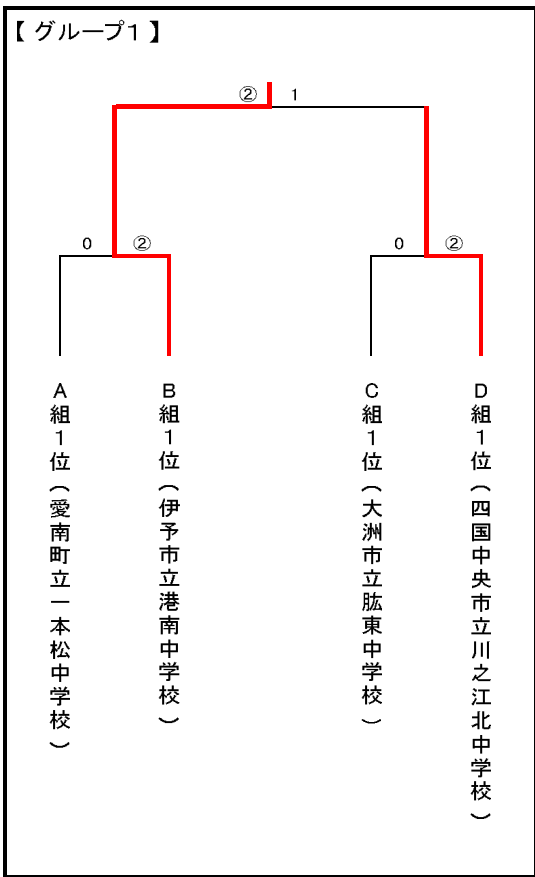 【 グループ１ 】
② 1
0 ②
0 ②
A組１位（愛南町立一本松中学校）
B組１位（伊予市立港南中学校）
C組１位（大洲市立肱東中学校）
D組１位（四国中央市立川之江北中学校）